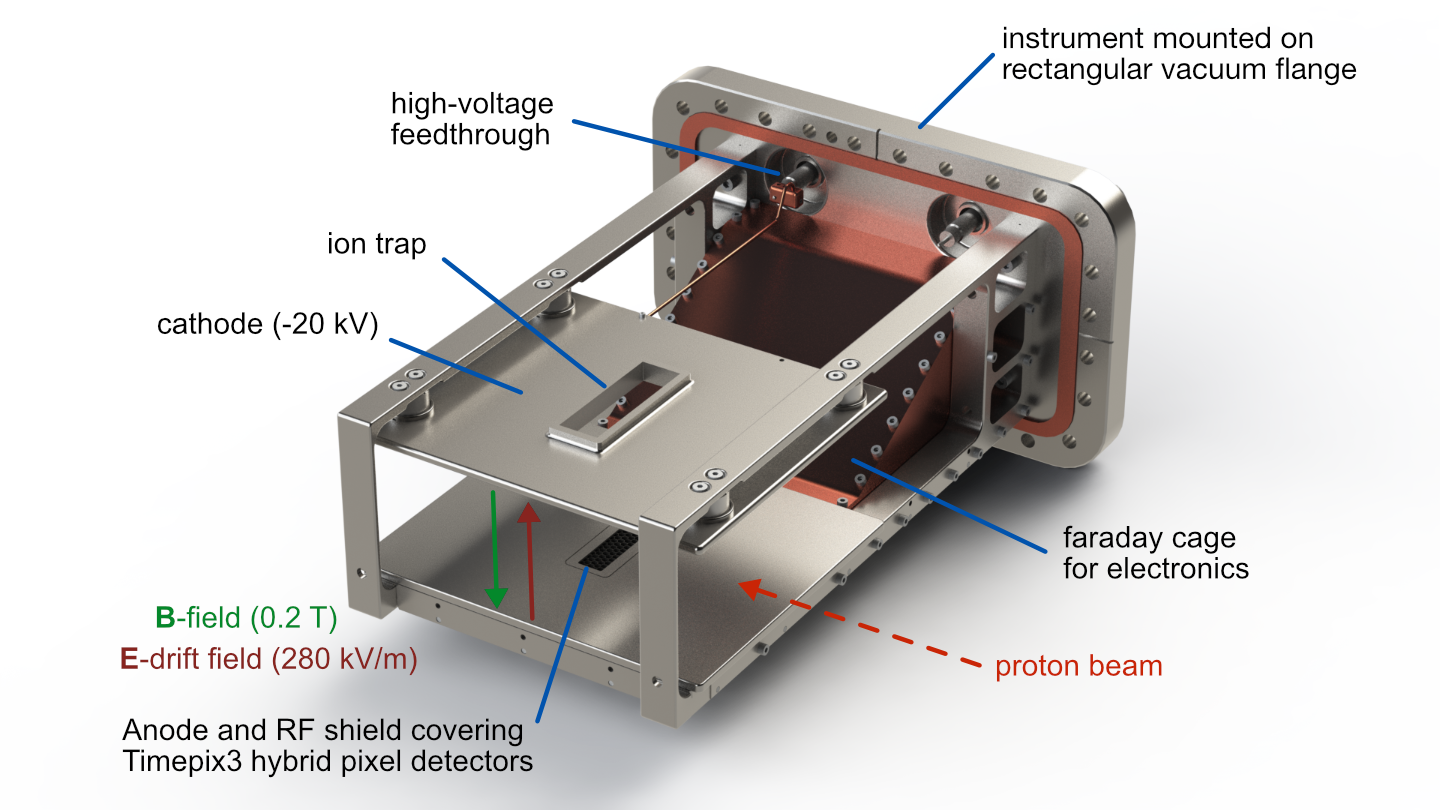 instrument mounted on
rectangular vacuum flange
high-voltage
feedthrough
ion trap
cathode (-20 kV)
faraday cage
for electronics
B-field (0.2 T)
E-drift field (280 kV/m)
proton beam
Anode and RF shield covering
Timepix3 hybrid pixel detectors